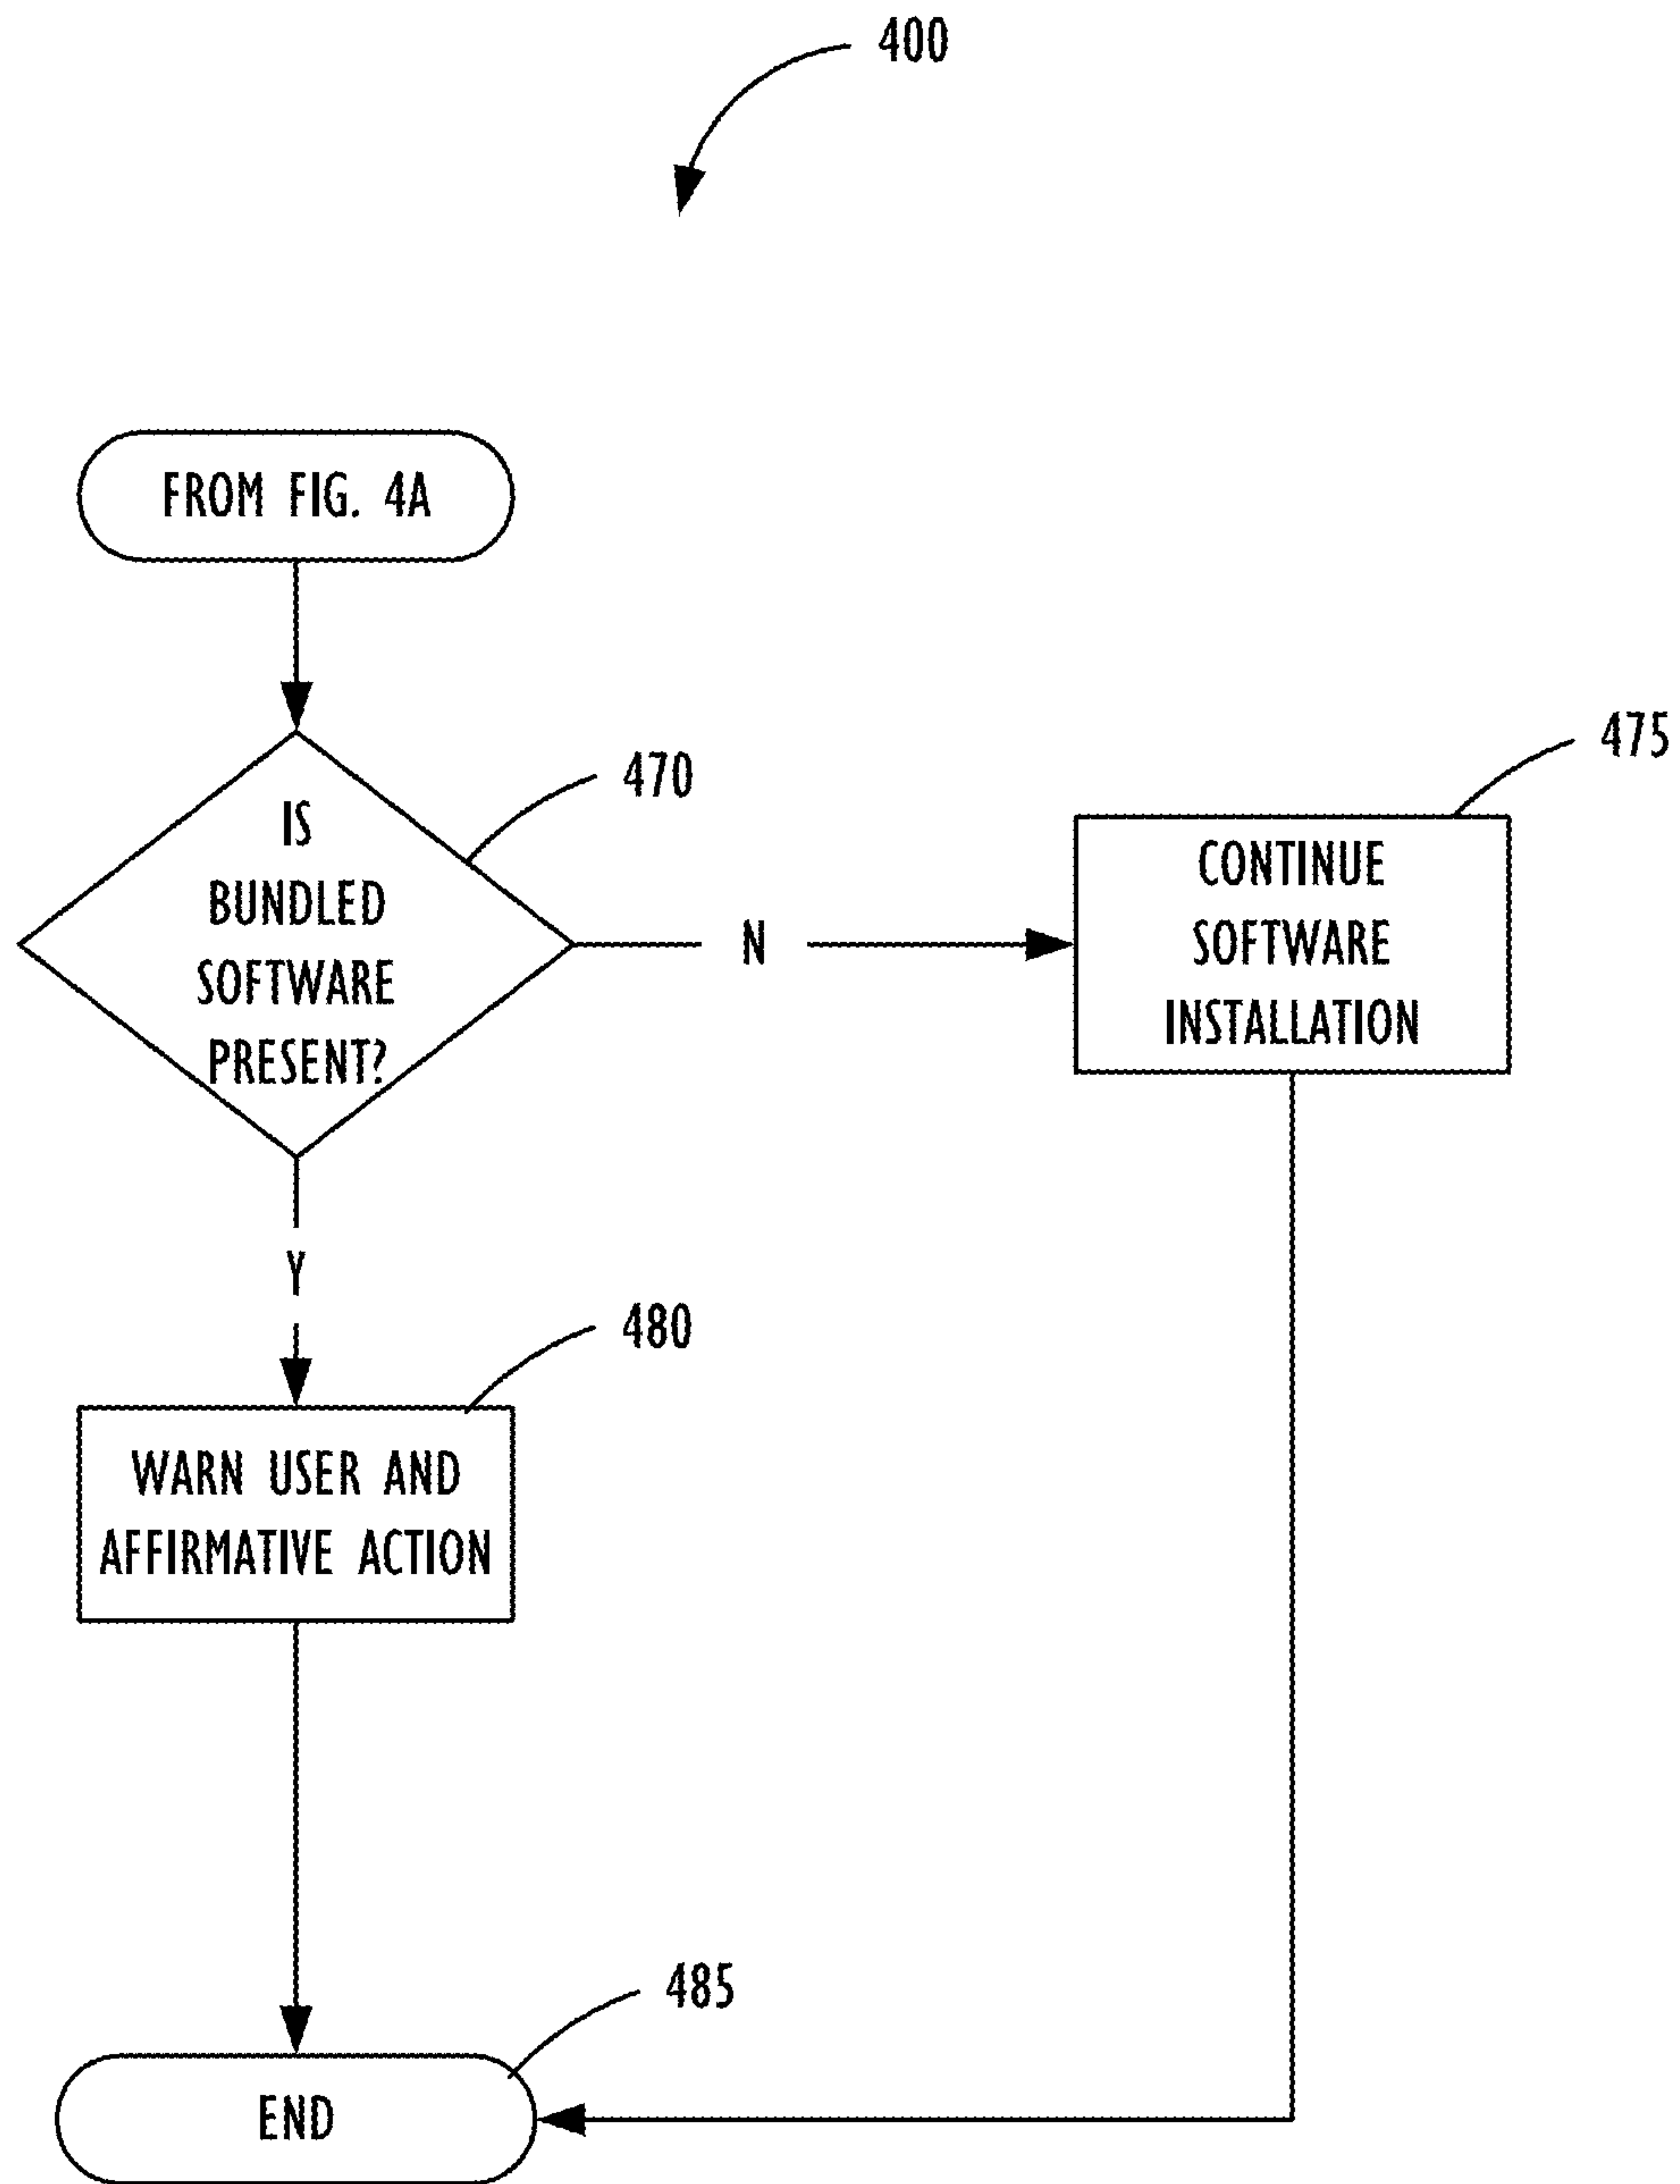 400
FROM FIG. 4A
470
IS
BUNDLED
SOFTWARE
PRESENT?
N
475
CONTINUE
SOFTWARE
INSTALLATION
Y
480
WARN USER AND
AFFIRMATIVE ACTION
485
END